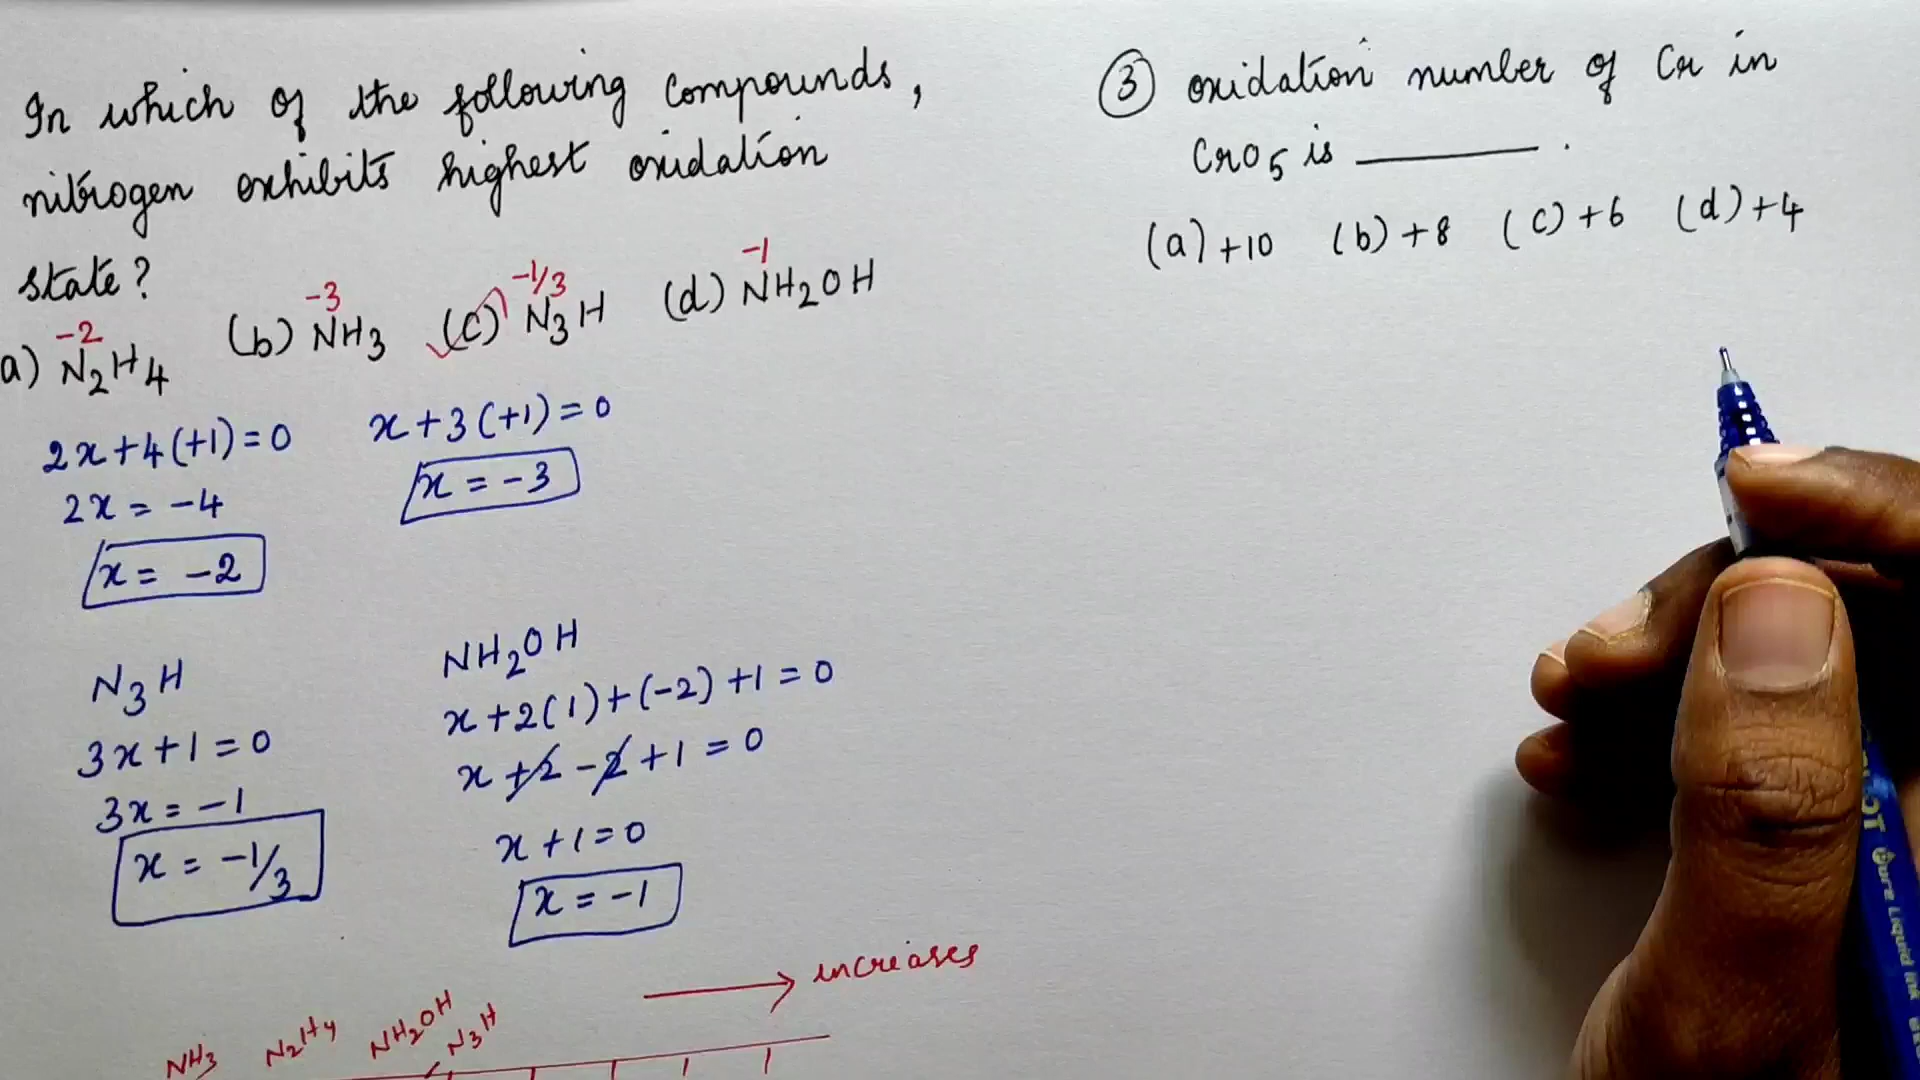 In which of the following compounds,
nitrogen exhibits highest oxidation
state?
-2 -3 -1/3 -1
a) N2H4 (b) NH3 (c) N3H (d) NH2OH
2x+4(+1)=0
2x = -4
x = -2
x+3(+1)=0
x = -3
N3H
3x+1=0
3x = -1
x = -1/3
NH2OH
x+2(1)+(-2)+1=0
x+2-2+1=0
x+1=0
x = -1
increases
NH3 N2H4 NH2OH N3H
③ oxidation number of Cr in
CrO5 is ______ .
(a) +10 (b) +8 (c) +6 (d) +4
Pure Liquid Ink